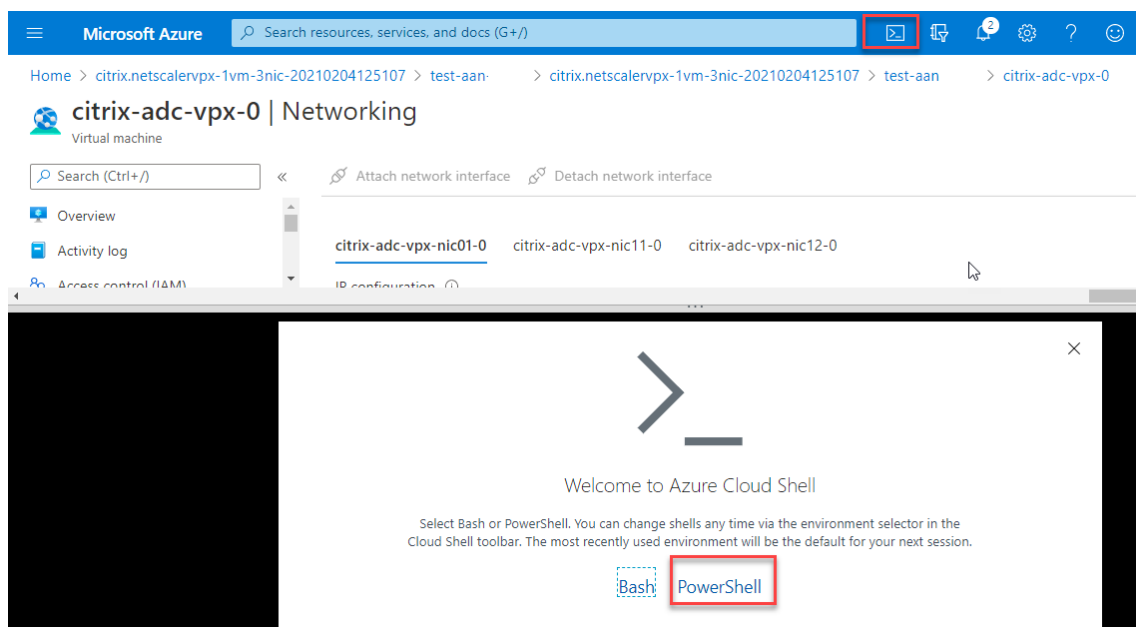 Microsoft Azure
Search resources, services, and docs (G+/)
2
Home > citrix.netscalervpx-1vm-3nic-20210204125107 > test-aan > citrix.netscalervpx-1vm-3nic-20210204125107 > test-aan > citrix-adc-vpx-0
citrix-adc-vpx-0 | Networking
Virtual machine
Search (Ctrl+/)
«
Attach network interface
Detach network interface
Overview
Activity log
Access control (IAM)
citrix-adc-vpx-nic01-0
citrix-adc-vpx-nic11-0
citrix-adc-vpx-nic12-0
IP configuration
Welcome to Azure Cloud Shell
Select Bash or PowerShell. You can change shells any time via the environment selector in the
Cloud Shell toolbar. The most recently used environment will be the default for your next session.
Bash
PowerShell